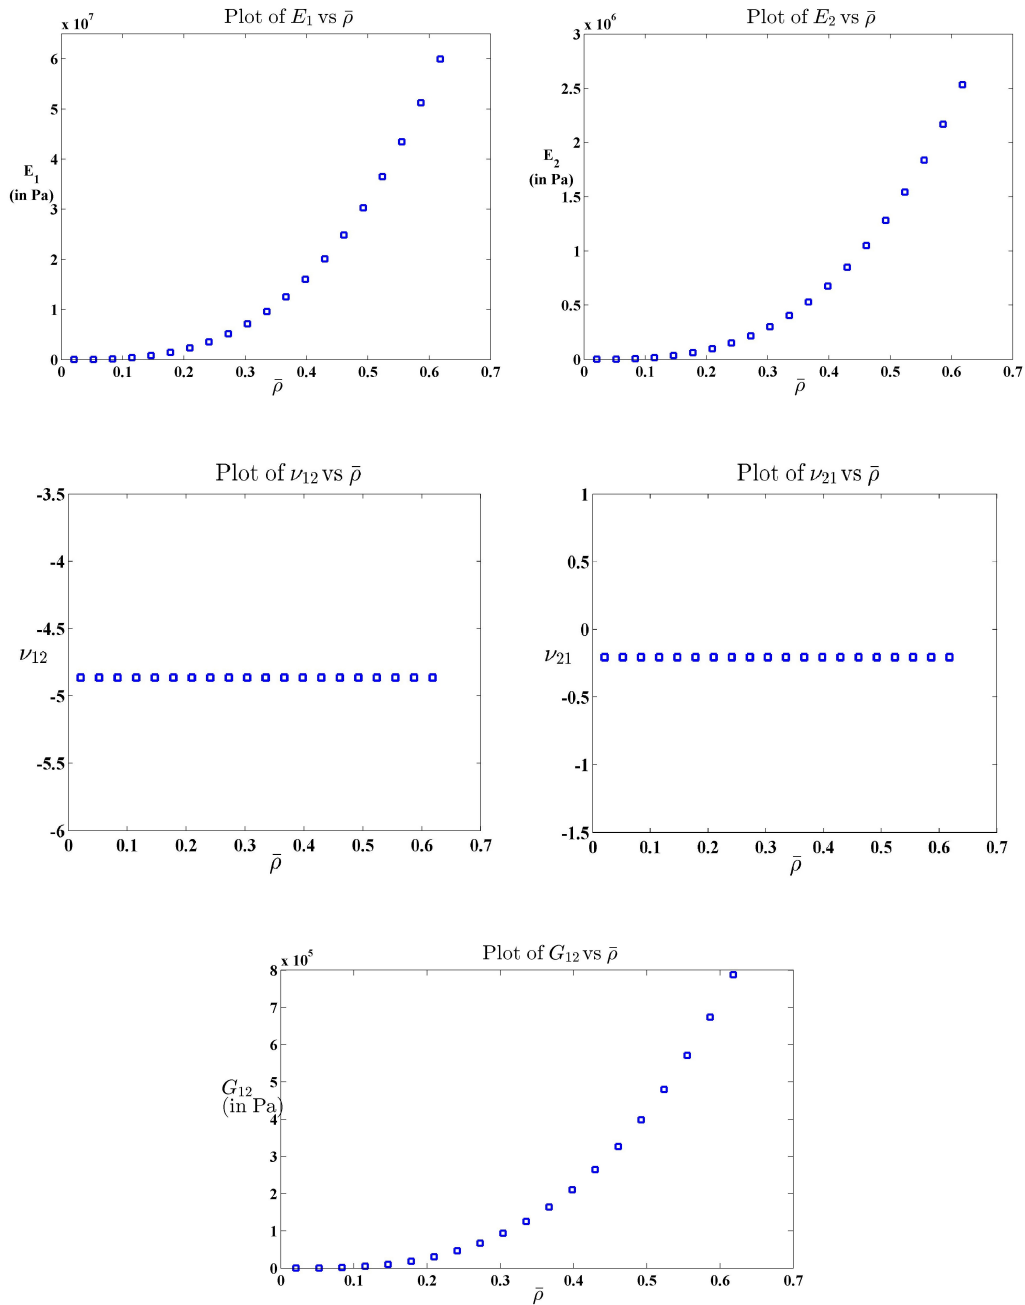 Plot of E₁ vs ρ̄
x 10⁷
6
5
4
E₁
(in Pa)
3
2
1
0
0 0.1 0.2 0.3 0.4 0.5 0.6 0.7
ρ̄
Plot of E₂ vs ρ̄
x 10⁶
3
2.5
2
E₂
(in Pa)
1.5
1
0.5
0
0 0.1 0.2 0.3 0.4 0.5 0.6 0.7
ρ̄
Plot of ν₁₂ vs ρ̄
-3.5
-4
-4.5
ν₁₂
-5
-5.5
-6
0 0.1 0.2 0.3 0.4 0.5 0.6 0.7
ρ̄
Plot of ν₂₁ vs ρ̄
1
0.5
0
ν₂₁
-0.5
-1
-1.5
0 0.1 0.2 0.3 0.4 0.5 0.6 0.7
ρ̄
Plot of G₁₂ vs ρ̄
x 10⁵
8
7
6
5
G₁₂
(in Pa)
4
3
2
1
0
0 0.1 0.2 0.3 0.4 0.5 0.6 0.7
ρ̄